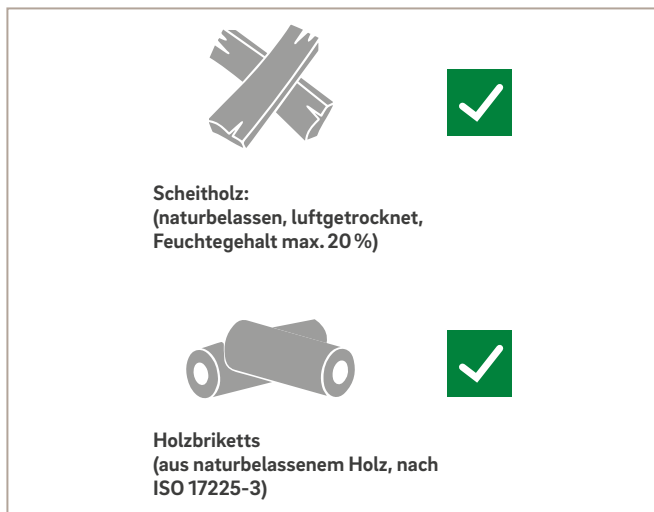 Scheitholz:
(naturbelassen, luftgetrocknet,
Feuchtegehalt max. 20 %)
Holzbriketts
(aus naturbelassenem Holz, nach
ISO 17225-3)